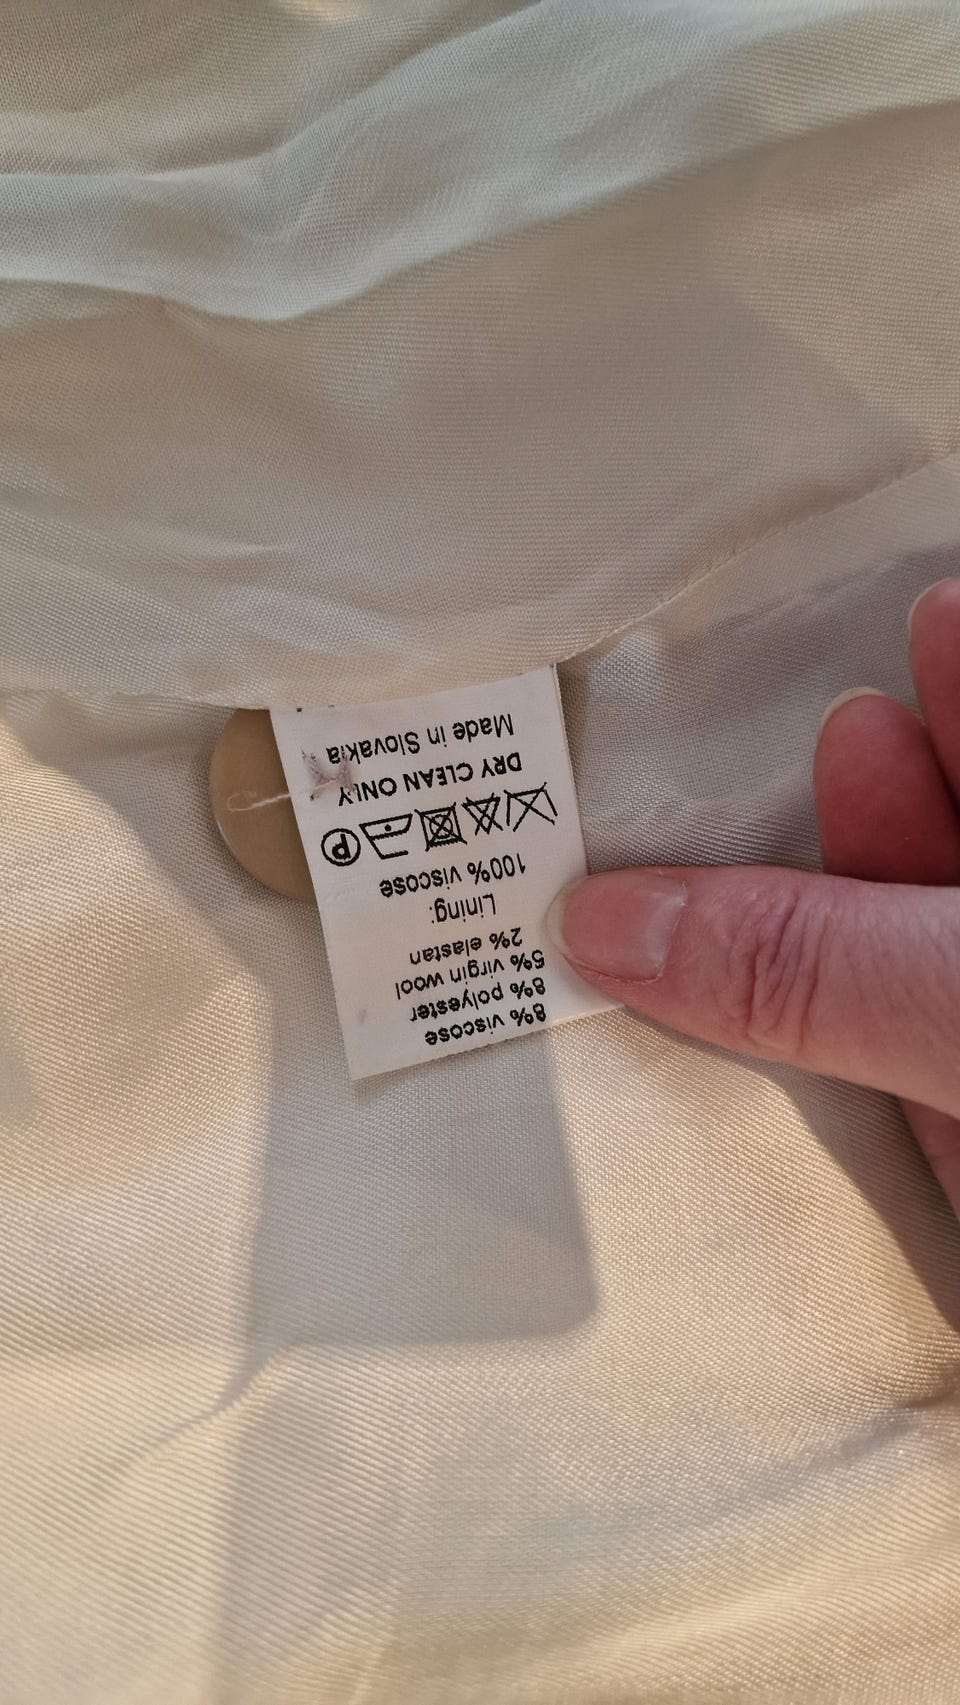 8% viscose
8% polyester
5% virgin wool
2% elastan
Lining:
100% viscose
P
DRY CLEAN ONLY
Made in Slovakia